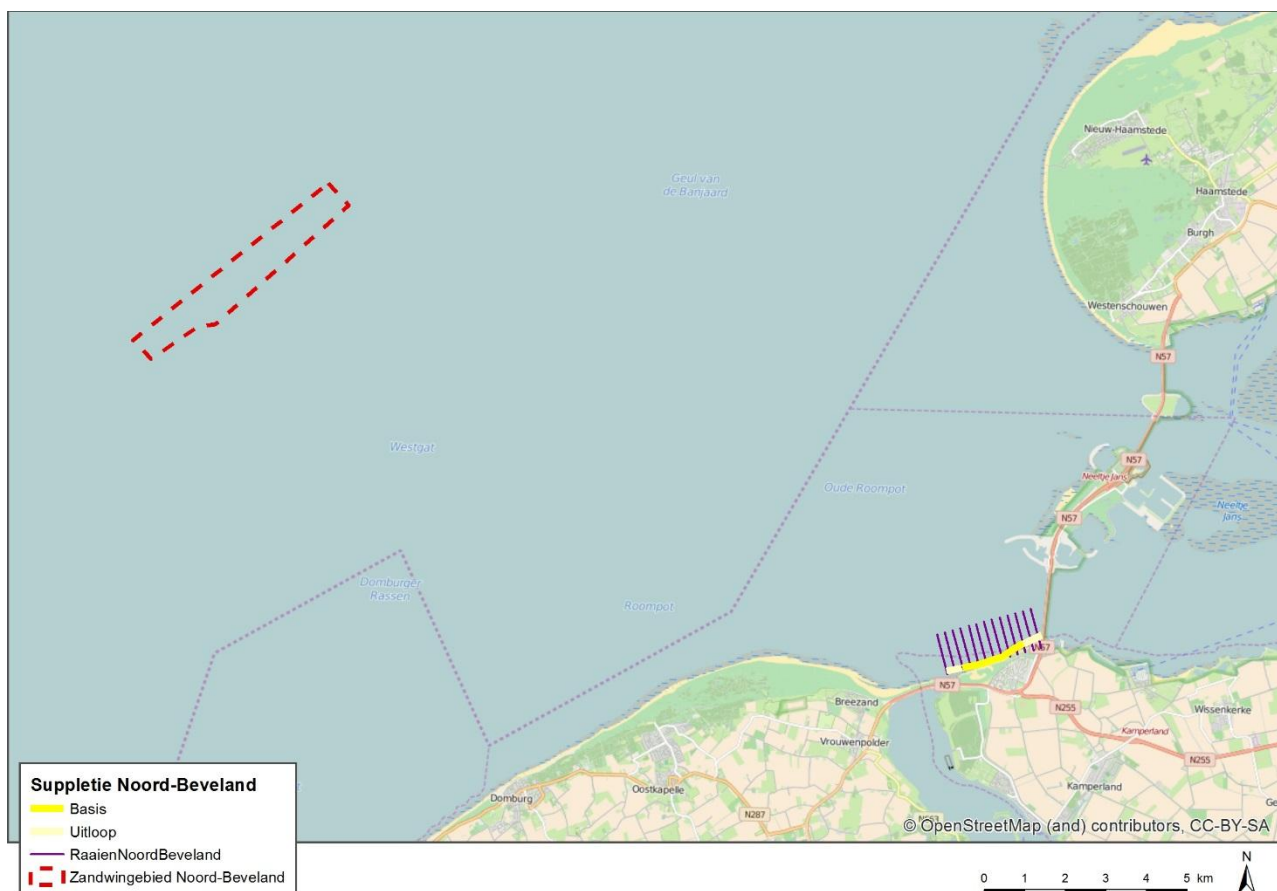 Nieuw-Haamstede
Geul van
de Banjaard
Haamstede
Burgh
Westenschouwen
N57
Westgat
N57
Neeltje Jans
Oude Roompot
Neeltje
Jans
N57
Domburger
Rassen
Roompot
N57
N57
Breezand
N255
Wissenkerke
Kamperland
Vrouwenpolder
N255
Oostkapelle
Kamperland
Domburg
N287
Ge
© OpenStreetMap (and) contributors, CC-BY-SA
Suppletie Noord-Beveland
Basis
Uitloop
RaaienNoordBeveland
Zandwingebied Noord-Beveland
0 1 2 3 4 5 km
N